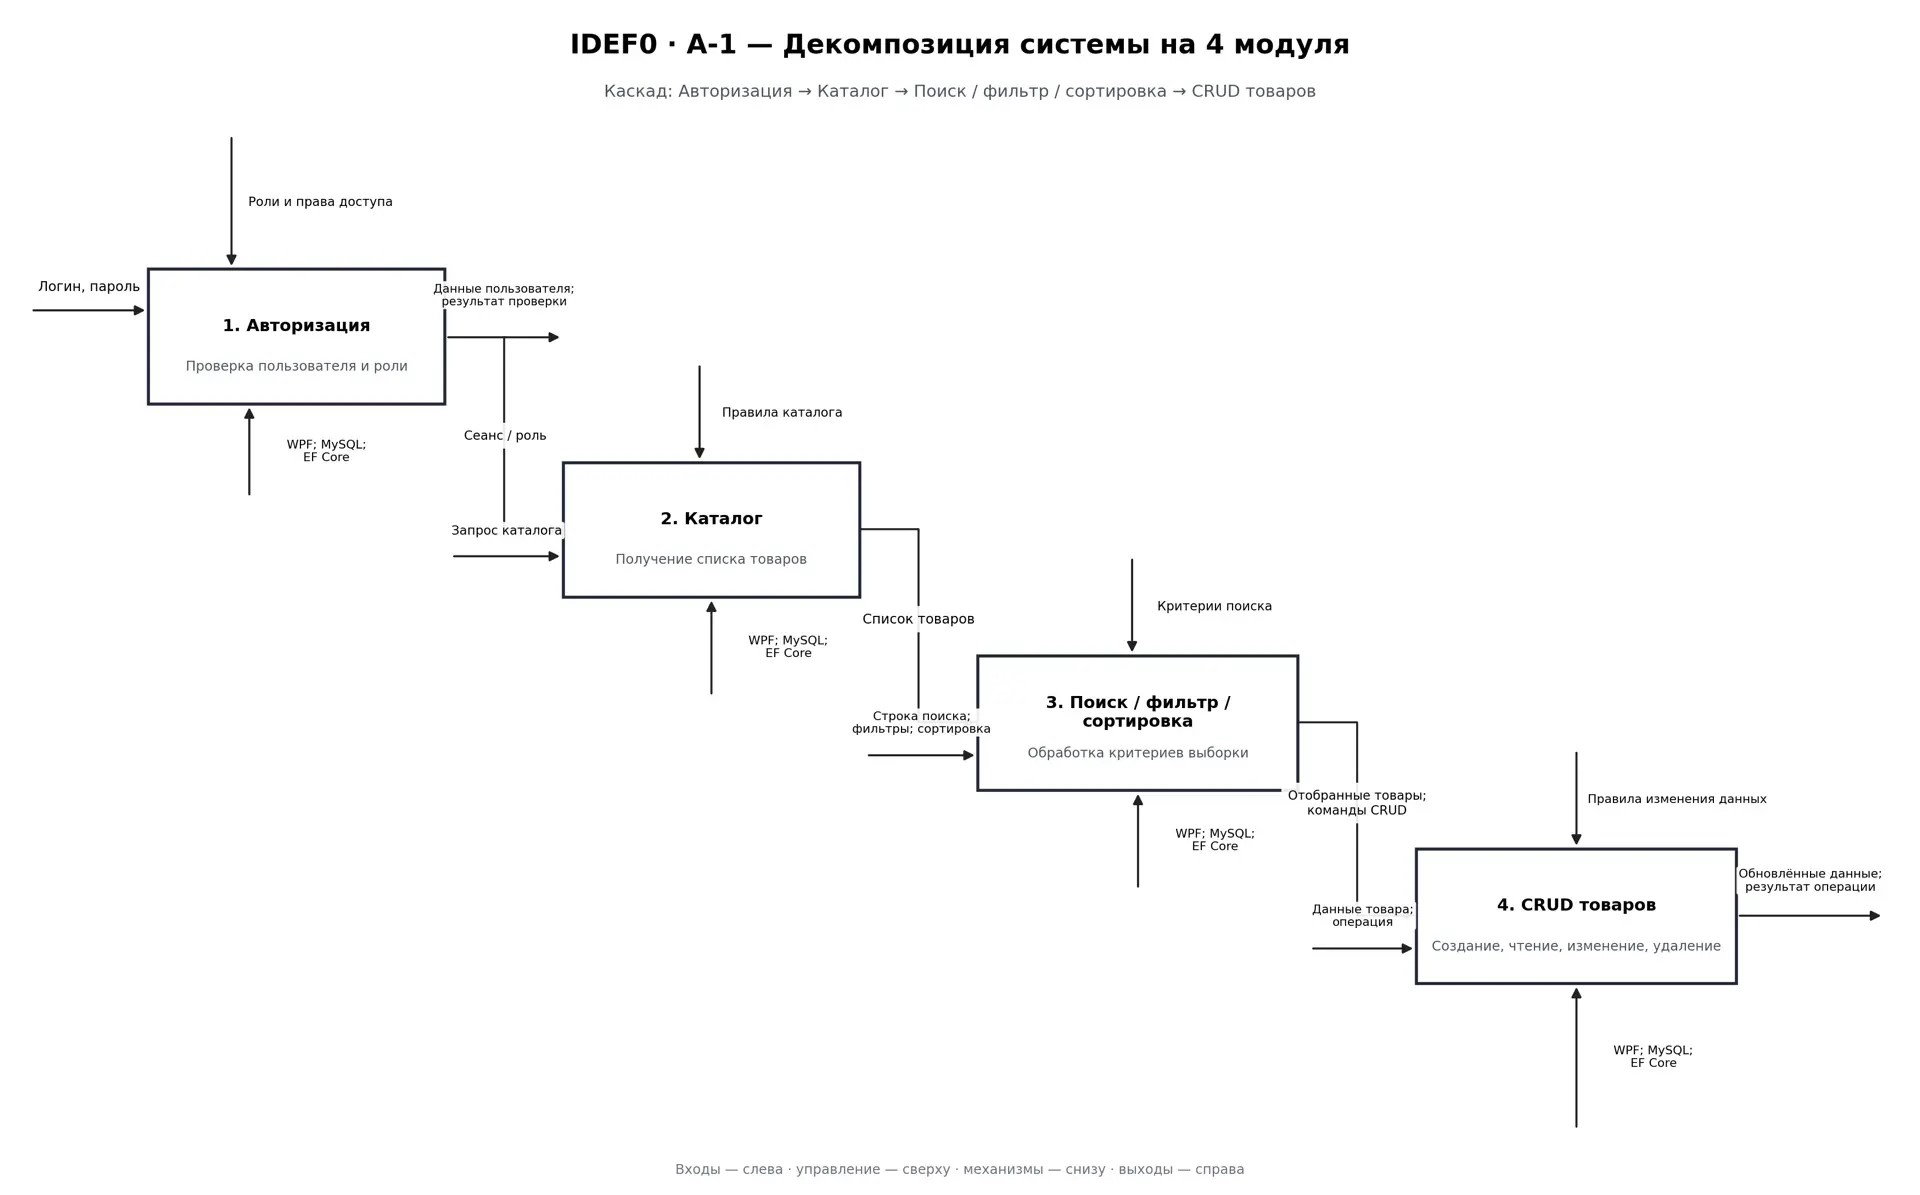 IDEF0 · A-1 — Декомпозиция системы на 4 модуля
Каскад: Авторизация → Каталог → Поиск / фильтр / сортировка → CRUD товаров
Роли и права доступа
Логин, пароль
1. Авторизация
Проверка пользователя и роли
Данные пользователя;
результат проверки
WPF; MySQL;
EF Core
Сеанс / роль
Правила каталога
Запрос каталога
2. Каталог
Получение списка товаров
WPF; MySQL;
EF Core
Список товаров
Критерии поиска
Строка поиска;
фильтры; сортировка
3. Поиск / фильтр /
сортировка
Обработка критериев выборки
WPF; MySQL;
EF Core
Отобранные товары;
команды CRUD
Правила изменения данных
Данные товара;
операция
4. CRUD товаров
Создание, чтение, изменение, удаление
Обновлённые данные;
результат операции
WPF; MySQL;
EF Core
Входы — слева · управление — сверху · механизмы — снизу · выходы — справа